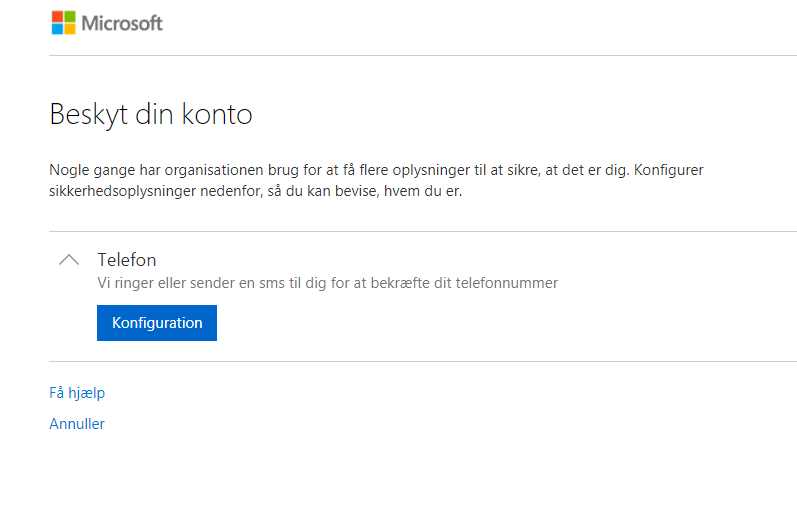 Microsoft
Beskyt din konto
Nogle gange har organisationen brug for at få flere oplysninger til at sikre, at det er dig. Konfigurer
sikkerhedsoplysninger nedenfor, så du kan bevise, hvem du er.
Telefon
Vi ringer eller sender en sms til dig for at bekræfte dit telefonnummer
Konfiguration
Få hjælp
Annuller